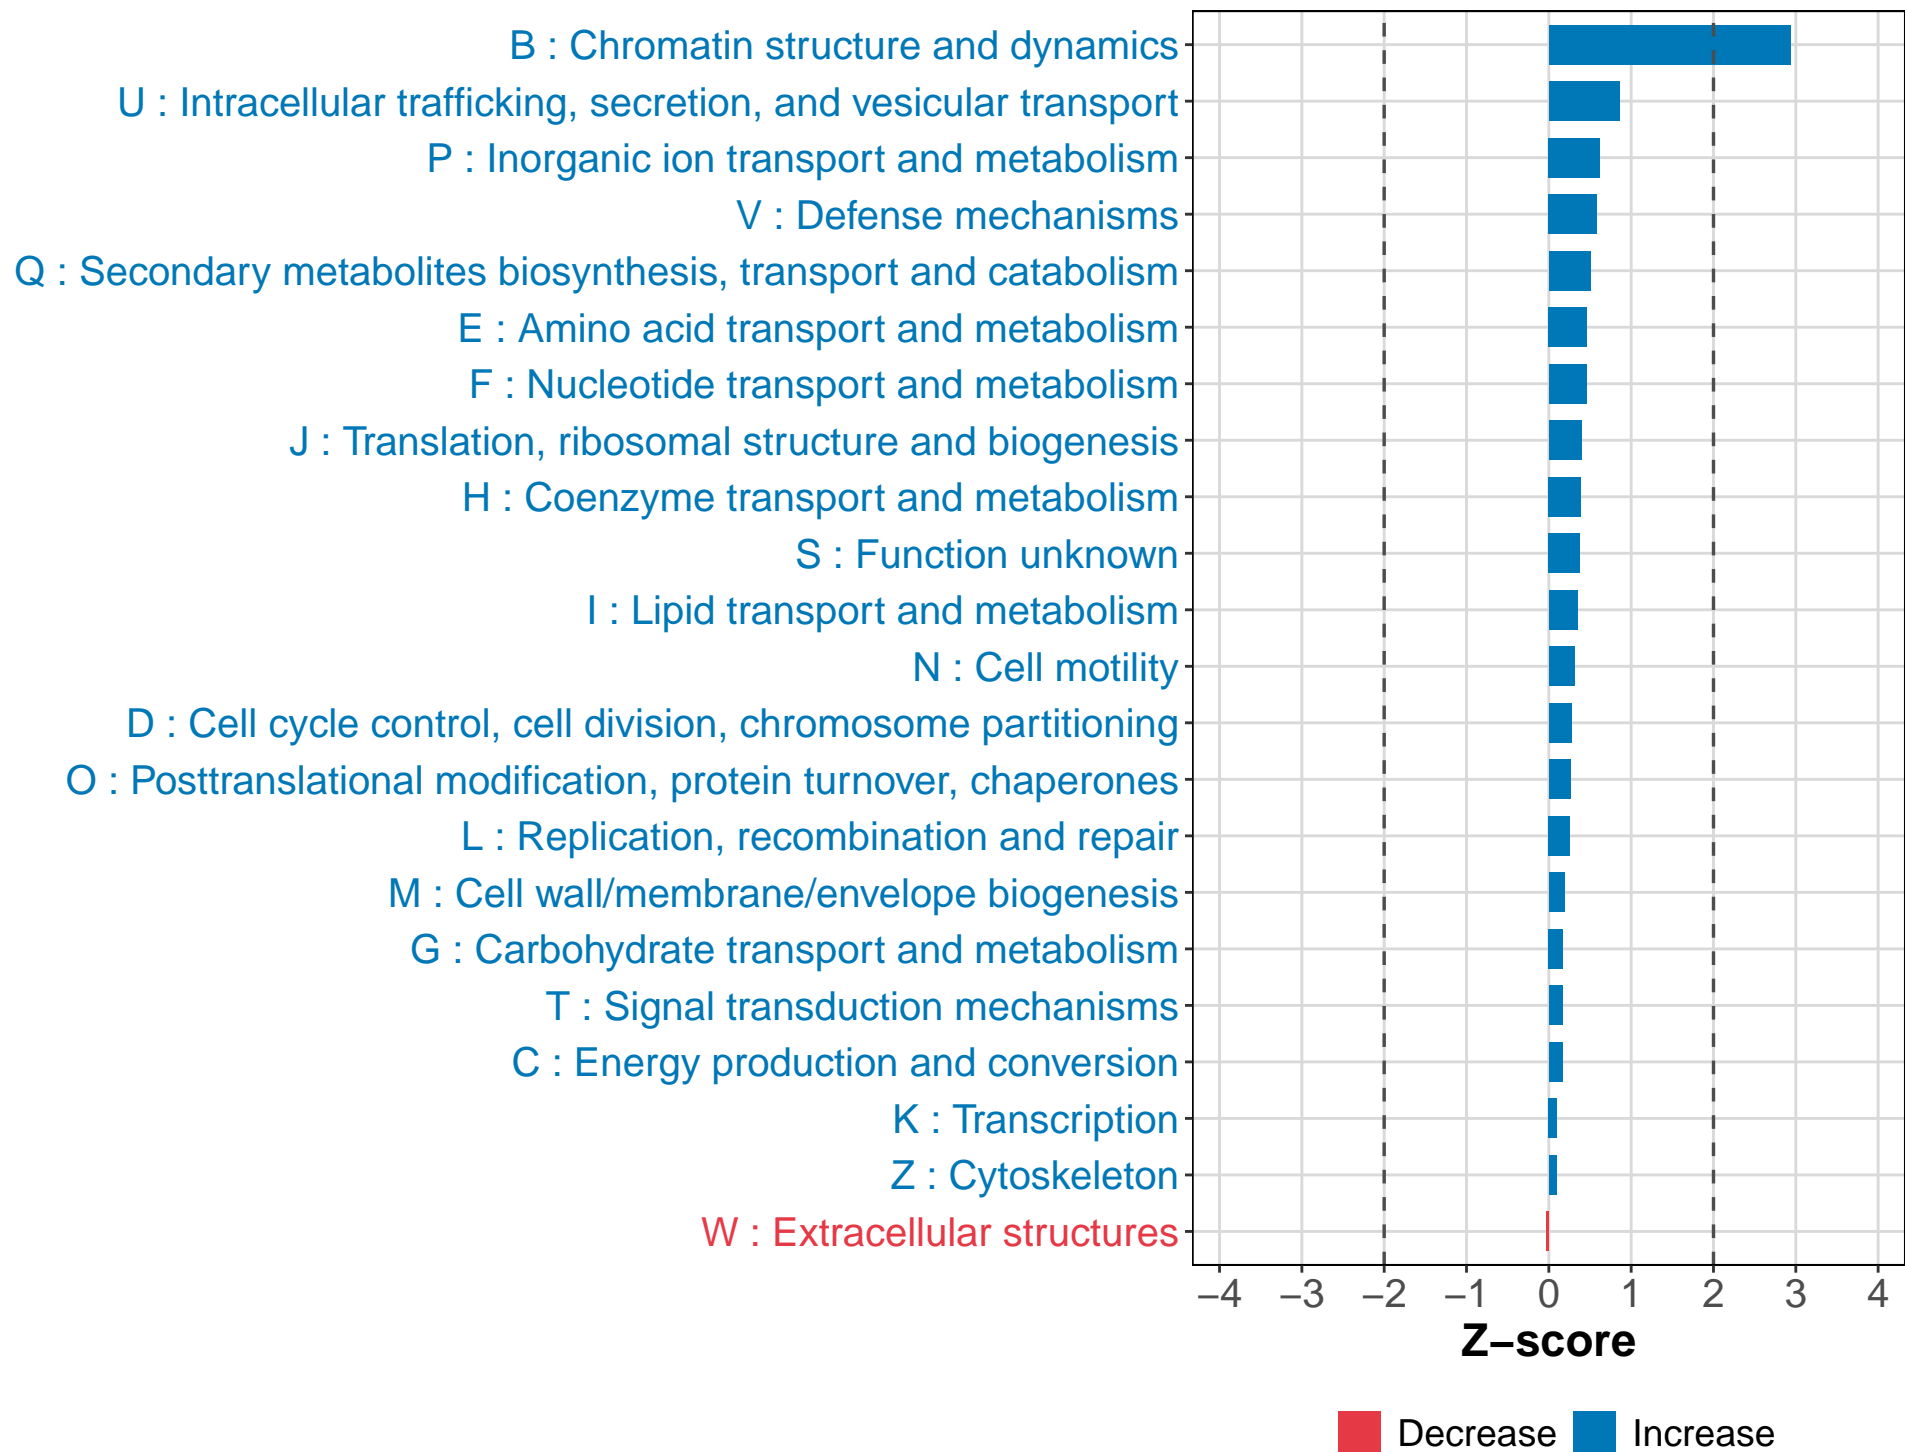 B : Chromatin structure and dynamics
U : Intracellular trafficking, secretion, and vesicular transport
P : Inorganic ion transport and metabolism
V : Defense mechanisms
Q : Secondary metabolites biosynthesis, transport and catabolism
E : Amino acid transport and metabolism
F : Nucleotide transport and metabolism
J : Translation, ribosomal structure and biogenesis
H : Coenzyme transport and metabolism
S : Function unknown
I : Lipid transport and metabolism
N : Cell motility
D : Cell cycle control, cell division, chromosome partitioning
O : Posttranslational modification, protein turnover, chaperones
L : Replication, recombination and repair
M : Cell wall/membrane/envelope biogenesis
G : Carbohydrate transport and metabolism
T : Signal transduction mechanisms
C : Energy production and conversion
K : Transcription
Z : Cytoskeleton
W : Extracellular structures
−4 −3 −2 −1 0 1 2 3 4
Z−score
Decrease Increase